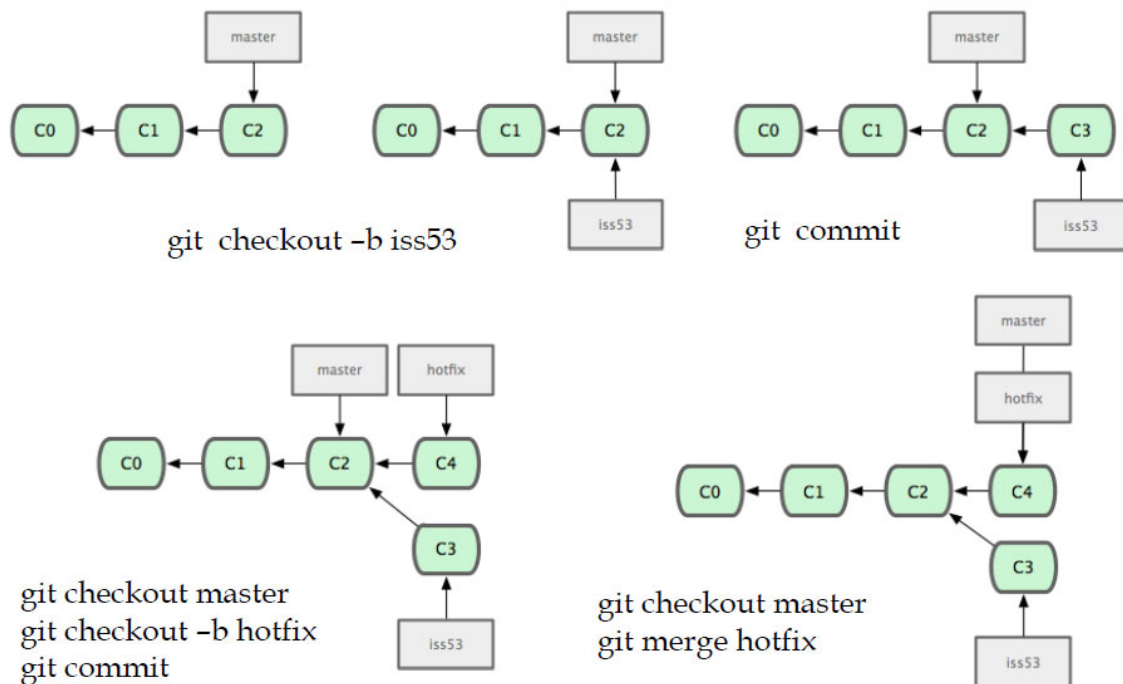 master
master
master
C0
C1
C2
C0
C1
C2
C0
C1
C2
C3
iss53
iss53
git checkout –b iss53
git commit
master
hotfix
C0
C1
C2
C4
C3
iss53
git checkout master
git checkout –b hotfix
git commit
master
hotfix
C0
C1
C2
C4
C3
iss53
git checkout master
git merge hotfix